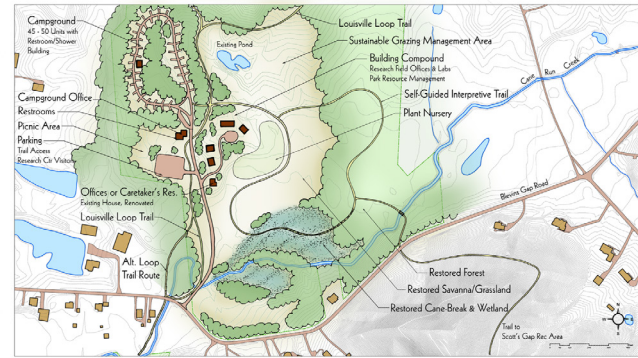 Campground
45 - 50 Units with
Restroom/Shower
Building
Campground Office
Restrooms
Picnic Area
Parking
Trail Access
Research Ctr Visitors
Offices or Caretaker's Res.
Existing House, Renovated
Louisville Loop Trail
Alt. Loop
Trail Route
Existing Pond
Louisville Loop Trail
Sustainable Grazing Management Area
Building Compound
Research Field Offices & Labs
Park Resource Management
Self-Guided Interpretive Trail
Plant Nursery
Cane Run Creek
Blevins Gap Road
Restored Forest
Restored Savanna/Grassland
Restored Cane-Break & Wetland
Trail to
Scott's Gap Rec Area
N
W
S